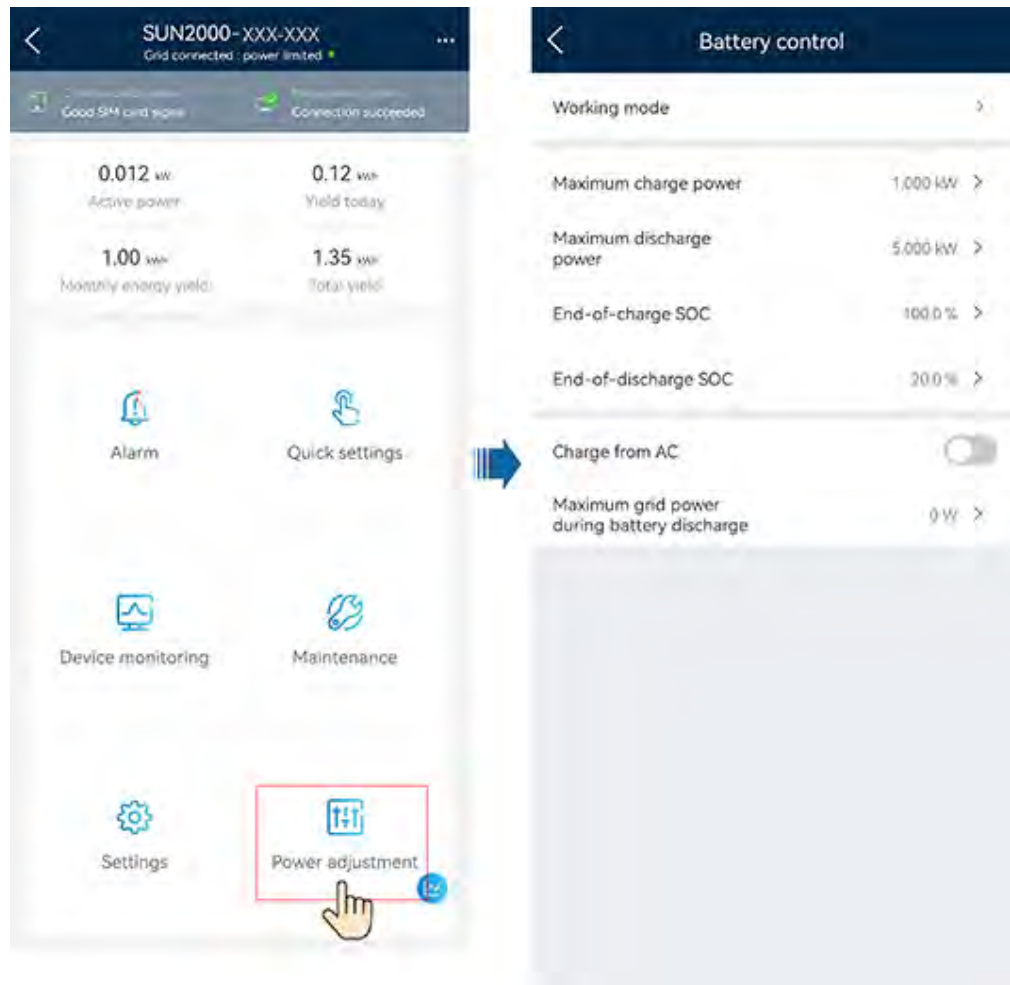 SUN2000-XXX-XXX
Grid connected : power limited
Good SIM card signal
Connection succeeded
0.012 kW
Active power
0.12 kWh
Yield today
1.00 kWh
Monthly energy yield
1.35 kWh
Total yield
Alarm
Quick settings
Device monitoring
Maintenance
Settings
Power adjustment
Battery control
Working mode
Maximum charge power
1.000 kW
Maximum discharge
power
5.000 kW
End-of-charge SOC
100.0 %
End-of-discharge SOC
20.0 %
Charge from AC
Maximum grid power
during battery discharge
0 W